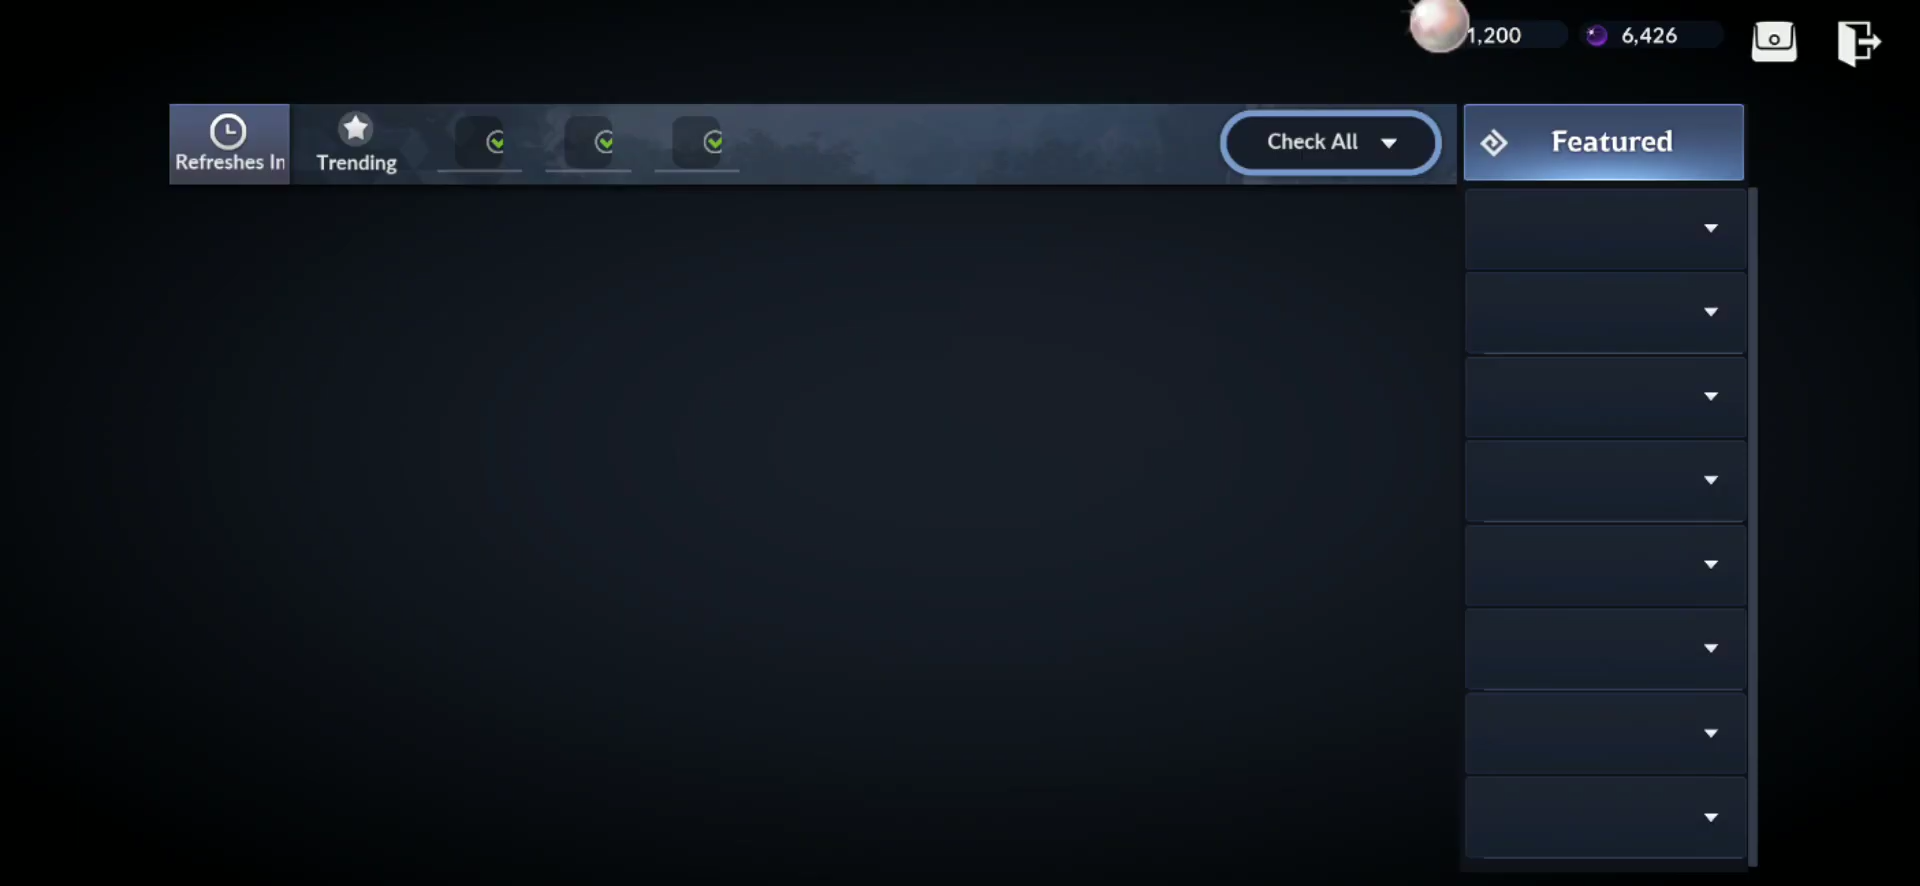 1,200
6,426
Refreshes In
Trending
Check All
Featured